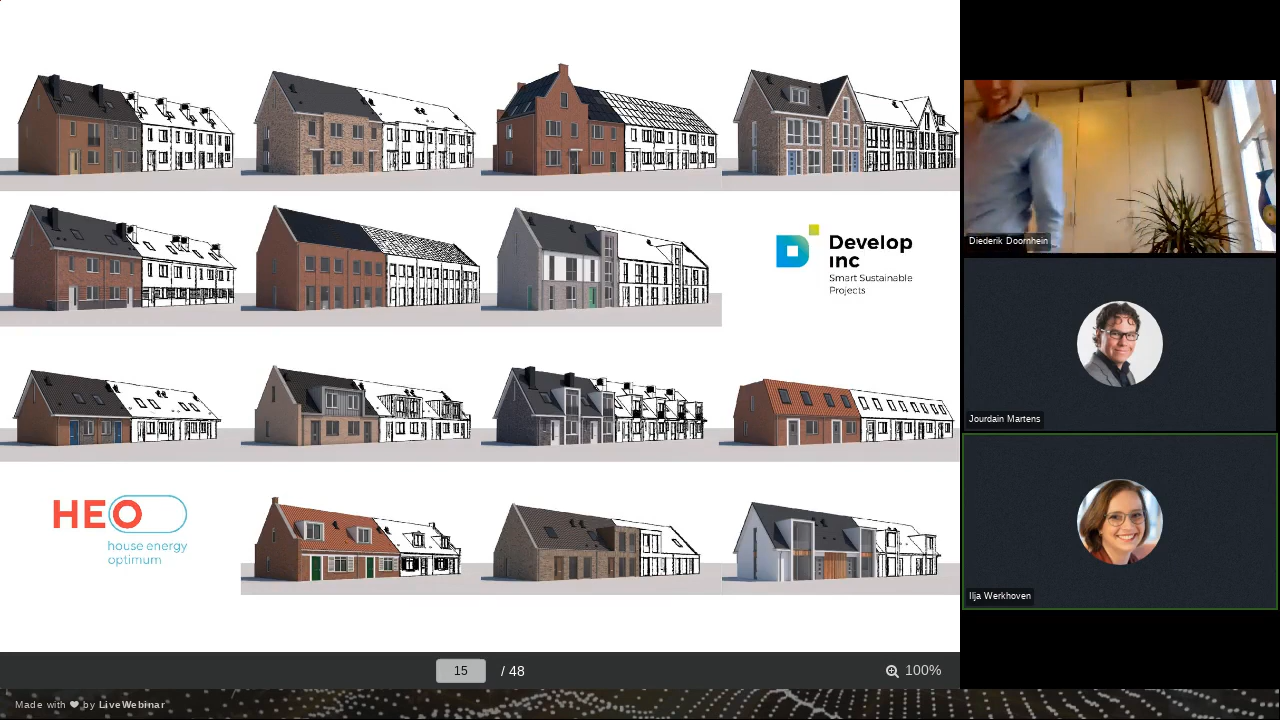 Develop
inc
Smart Sustainable
Projects
HEO
house energy
optimum
Diederik Doornhein
Jourdain Martens
Ilja Werkhoven
15 / 48
100%
Made with ❤ by LiveWebinar